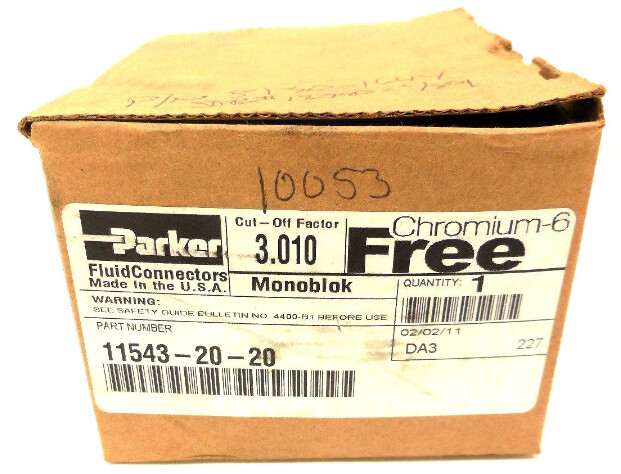 10053
Parker
FluidConnectors
Made in the U.S.A.
Cut-Off Factor
3.010
Monoblok
Chromium-6
Free
QUANTITY: 1
WARNING:
SEE SAFETY GUIDE BULLETIN NO. 4400-B1 BEFORE USE
PART NUMBER
11543-20-20
02/02/11
DA3 227